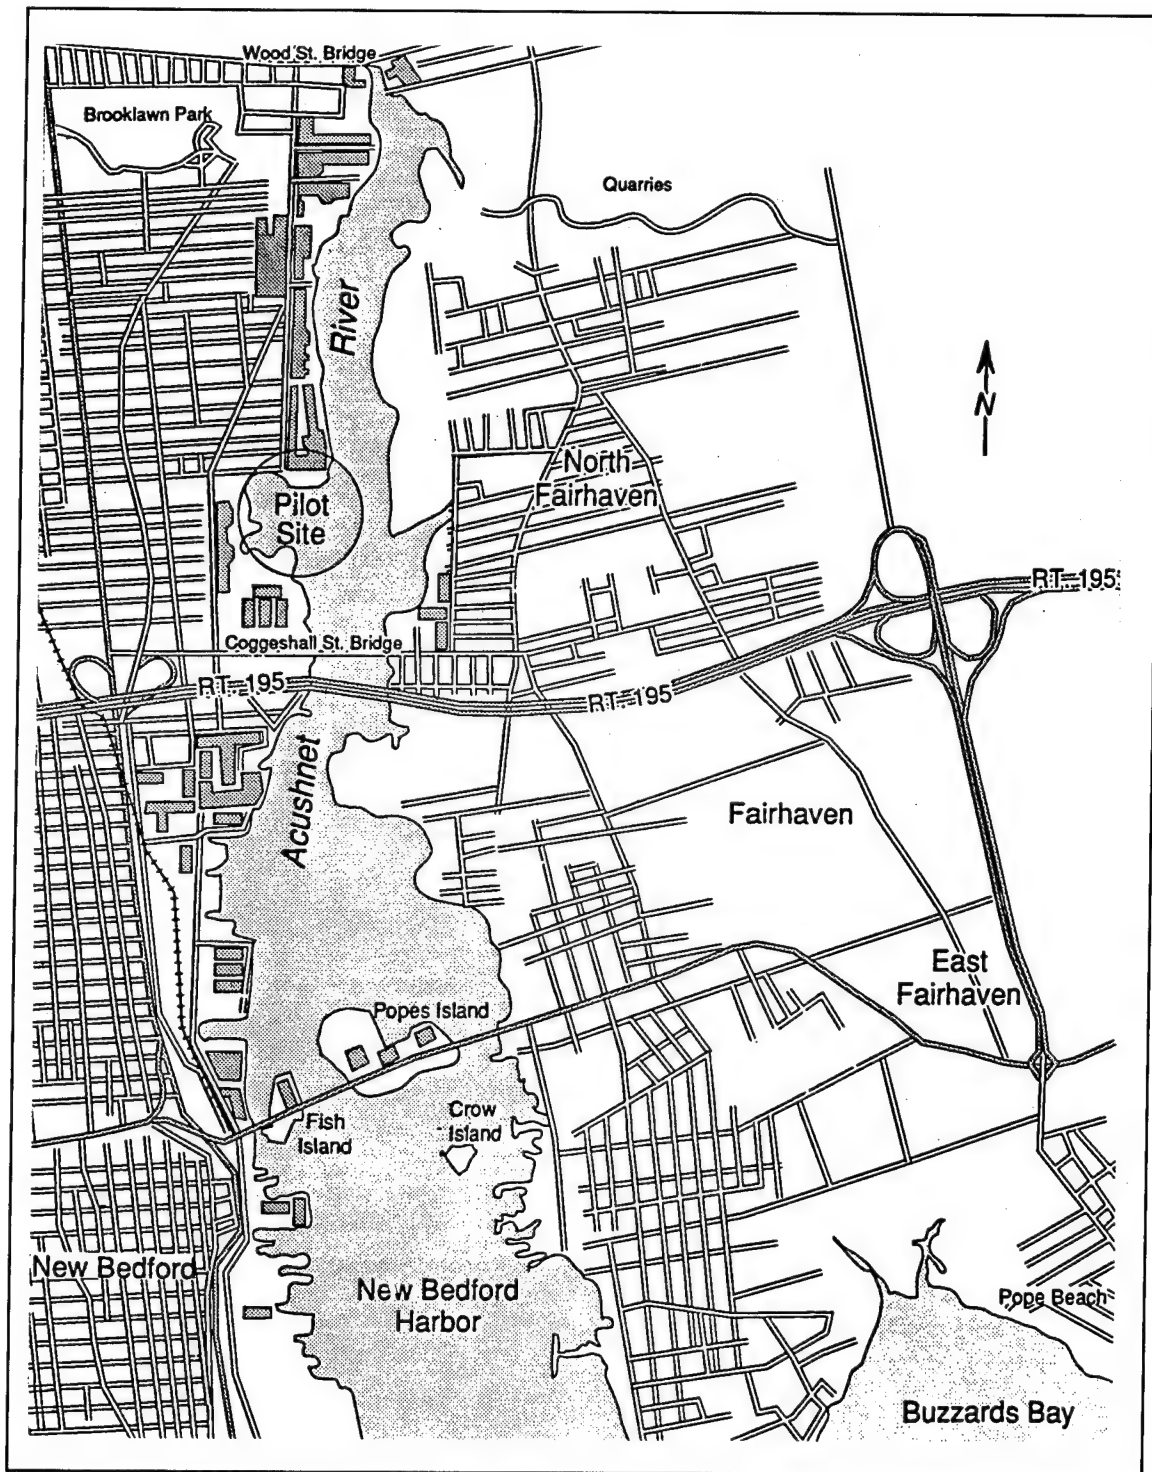 Wood St. Bridge
Brooklawn Park
Quarries
River
N
North
Fairhaven
Pilot
Site
RT. 195
Coggeshall St. Bridge
RT. 195
RT. 195
Acushnet
Fairhaven
East
Fairhaven
Popes Island
Crow
Island
Fish
Island
New Bedford
New Bedford
Harbor
Pope Beach
Buzzards Bay